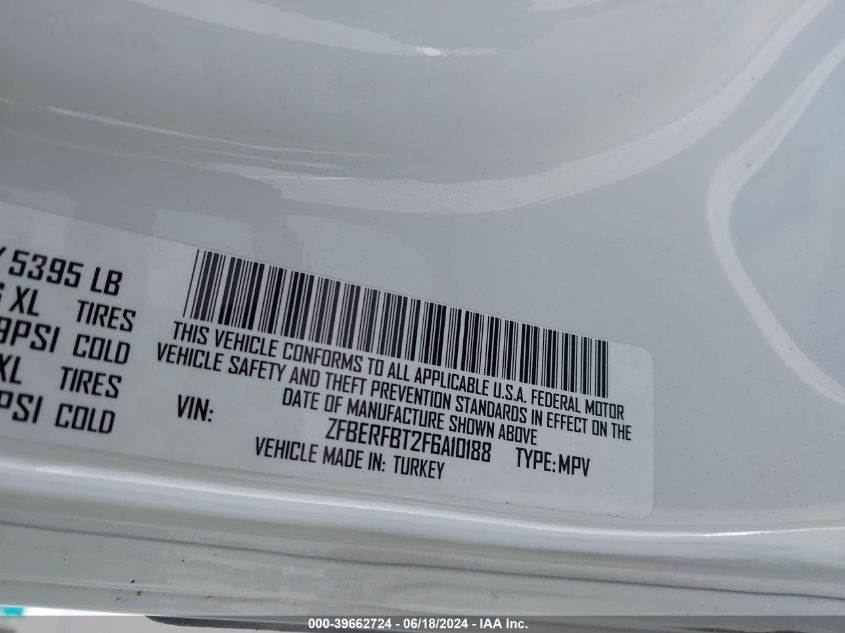 5395 LB
XL TIRES
PSI COLD
XL TIRES
PSI COLD
THIS VEHICLE CONFORMS TO ALL APPLICABLE U.S.A. FEDERAL MOTOR
VEHICLE SAFETY AND THEFT PREVENTION STANDARDS IN EFFECT ON THE
DATE OF MANUFACTURE SHOWN ABOVE
VIN: ZFBERFBT2F6A10188 TYPE:MPV
VEHICLE MADE IN: TURKEY
000-39662724 - 06/18/2024 - IAA Inc.